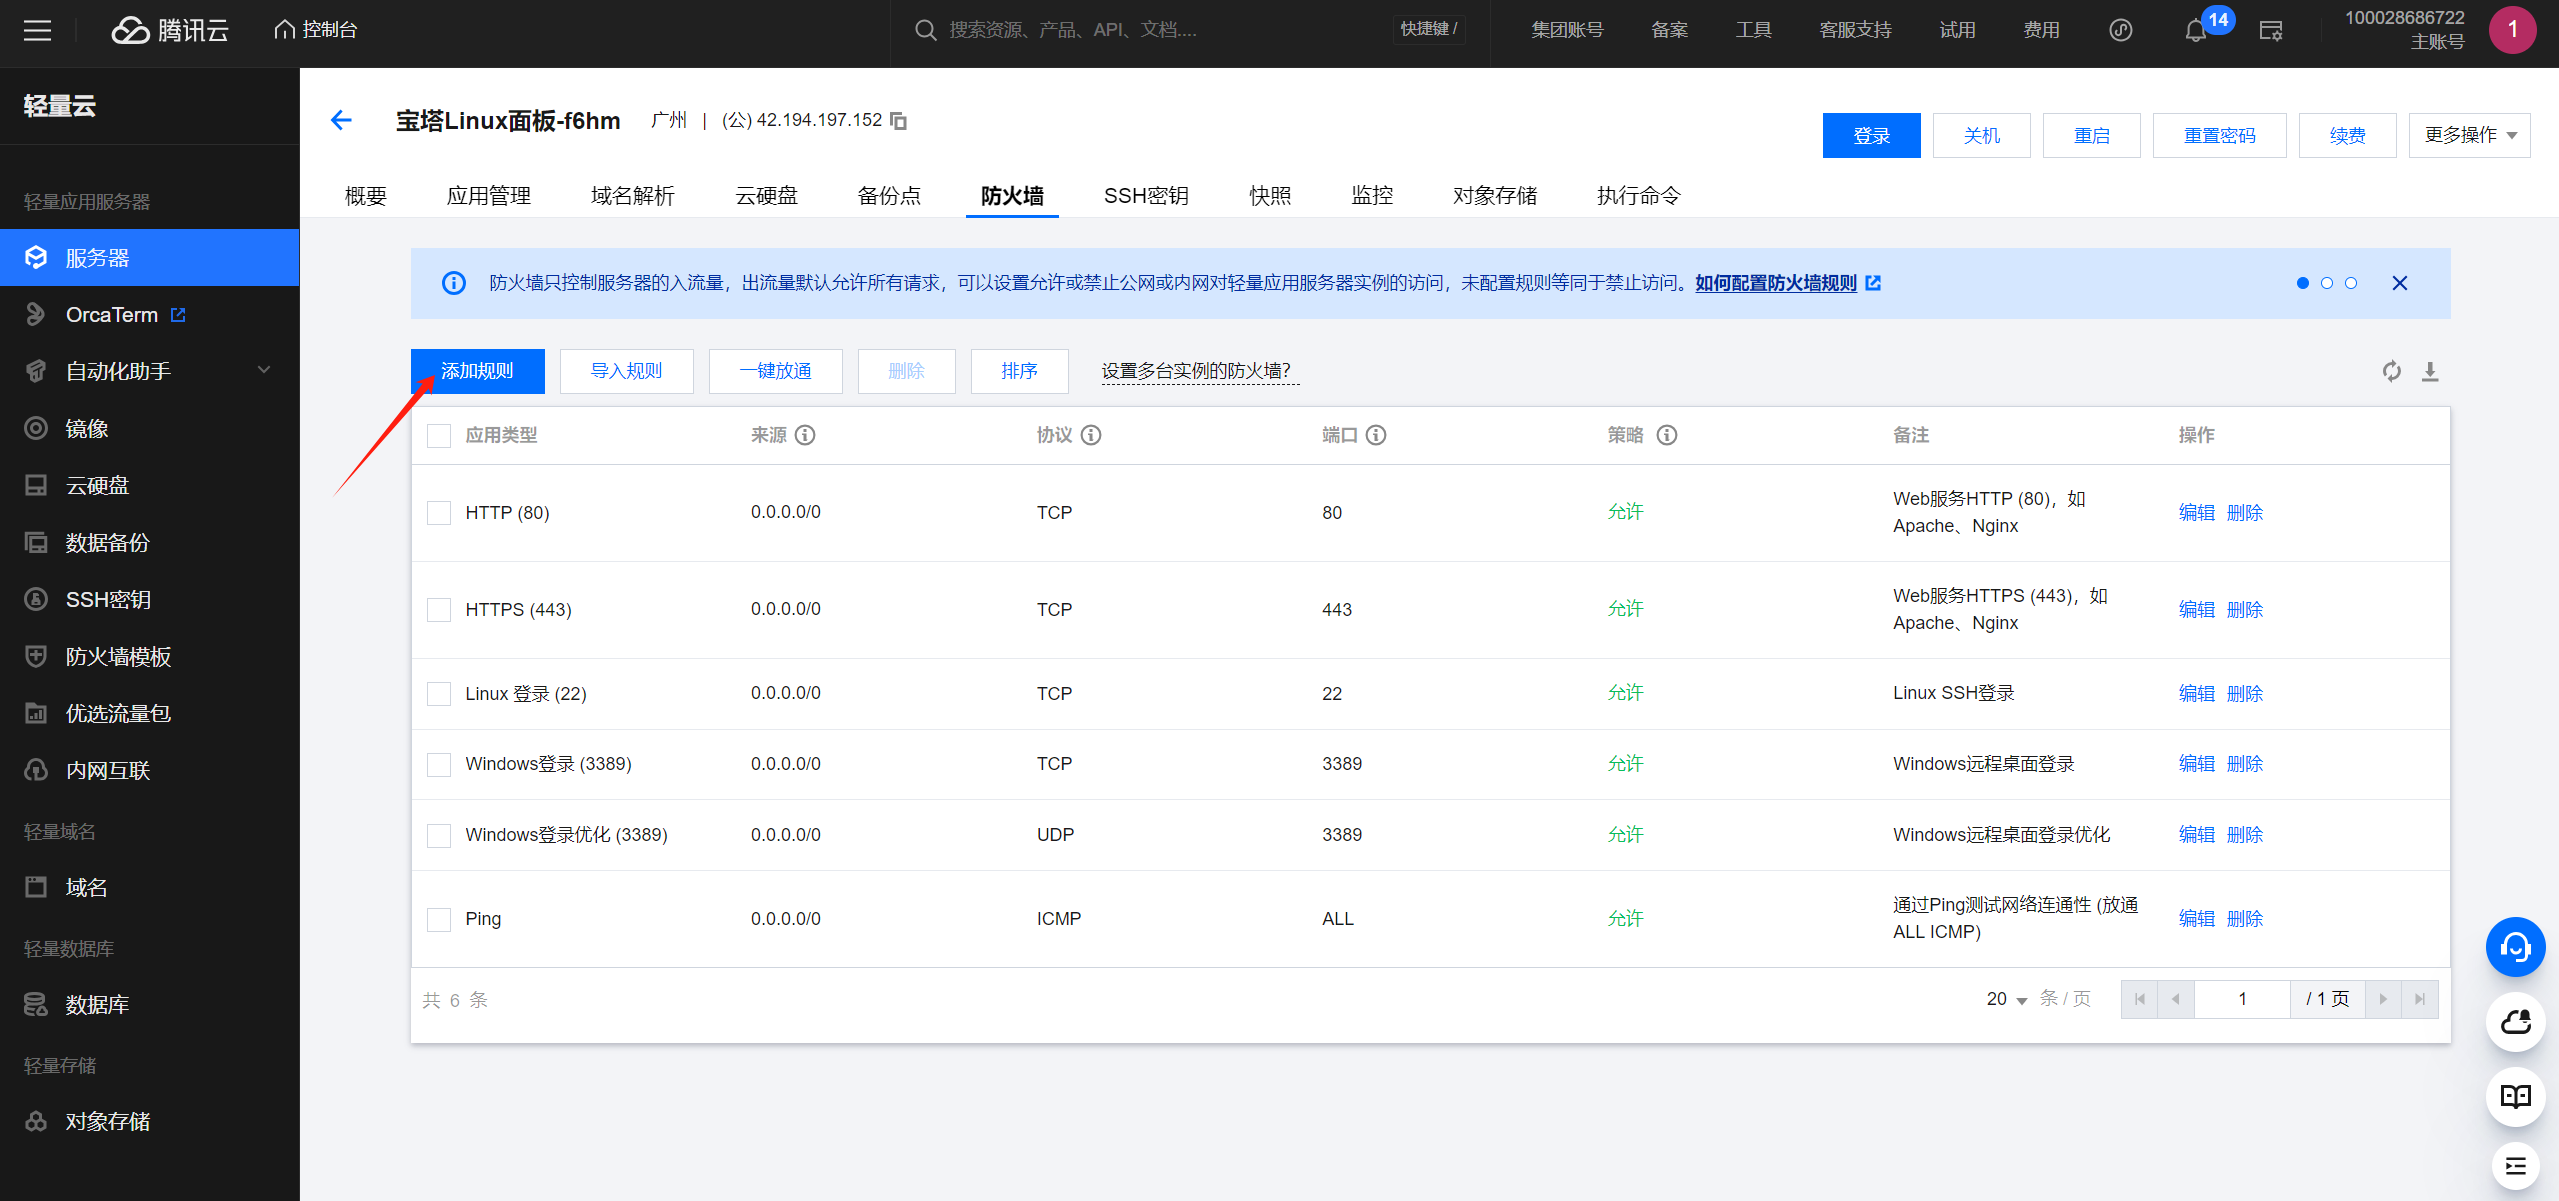 腾讯云
控制台
搜索资源、产品、API、文档....
快捷键 /
集团账号
备案
工具
客服支持
试用
费用
14
100028686722
主账号
1
轻量云
轻量应用服务器
服务器
OrcaTerm
自动化助手
镜像
云硬盘
数据备份
SSH密钥
防火墙模板
优选流量包
内网互联
轻量域名
域名
轻量数据库
数据库
轻量存储
对象存储
宝塔Linux面板-f6hm
广州 | (公) 42.194.197.152
登录
关机
重启
重置密码
续费
更多操作
概要
应用管理
域名解析
云硬盘
备份点
防火墙
SSH密钥
快照
监控
对象存储
执行命令
防火墙只控制服务器的入流量，出流量默认允许所有请求，可以设置允许或禁止公网或内网对轻量应用服务器实例的访问，未配置规则等同于禁止访问。如何配置防火墙规则
添加规则
导入规则
一键放通
删除
排序
设置多台实例的防火墙?
应用类型 来源 协议 端口 策略 备注 操作
HTTP (80) 0.0.0.0/0 TCP 80 允许 Web服务HTTP (80)，如
Apache、Nginx
编辑 删除
HTTPS (443) 0.0.0.0/0 TCP 443 允许 Web服务HTTPS (443)，如
Apache、Nginx
编辑 删除
Linux 登录 (22) 0.0.0.0/0 TCP 22 允许 Linux SSH登录 编辑 删除
Windows登录 (3389) 0.0.0.0/0 TCP 3389 允许 Windows远程桌面登录 编辑 删除
Windows登录优化 (3389) 0.0.0.0/0 UDP 3389 允许 Windows远程桌面登录优化 编辑 删除
Ping 0.0.0.0/0 ICMP ALL 允许 通过Ping测试网络连通性 (放通
ALL ICMP)
编辑 删除
共 6 条
20 条 / 页
1
/ 1 页